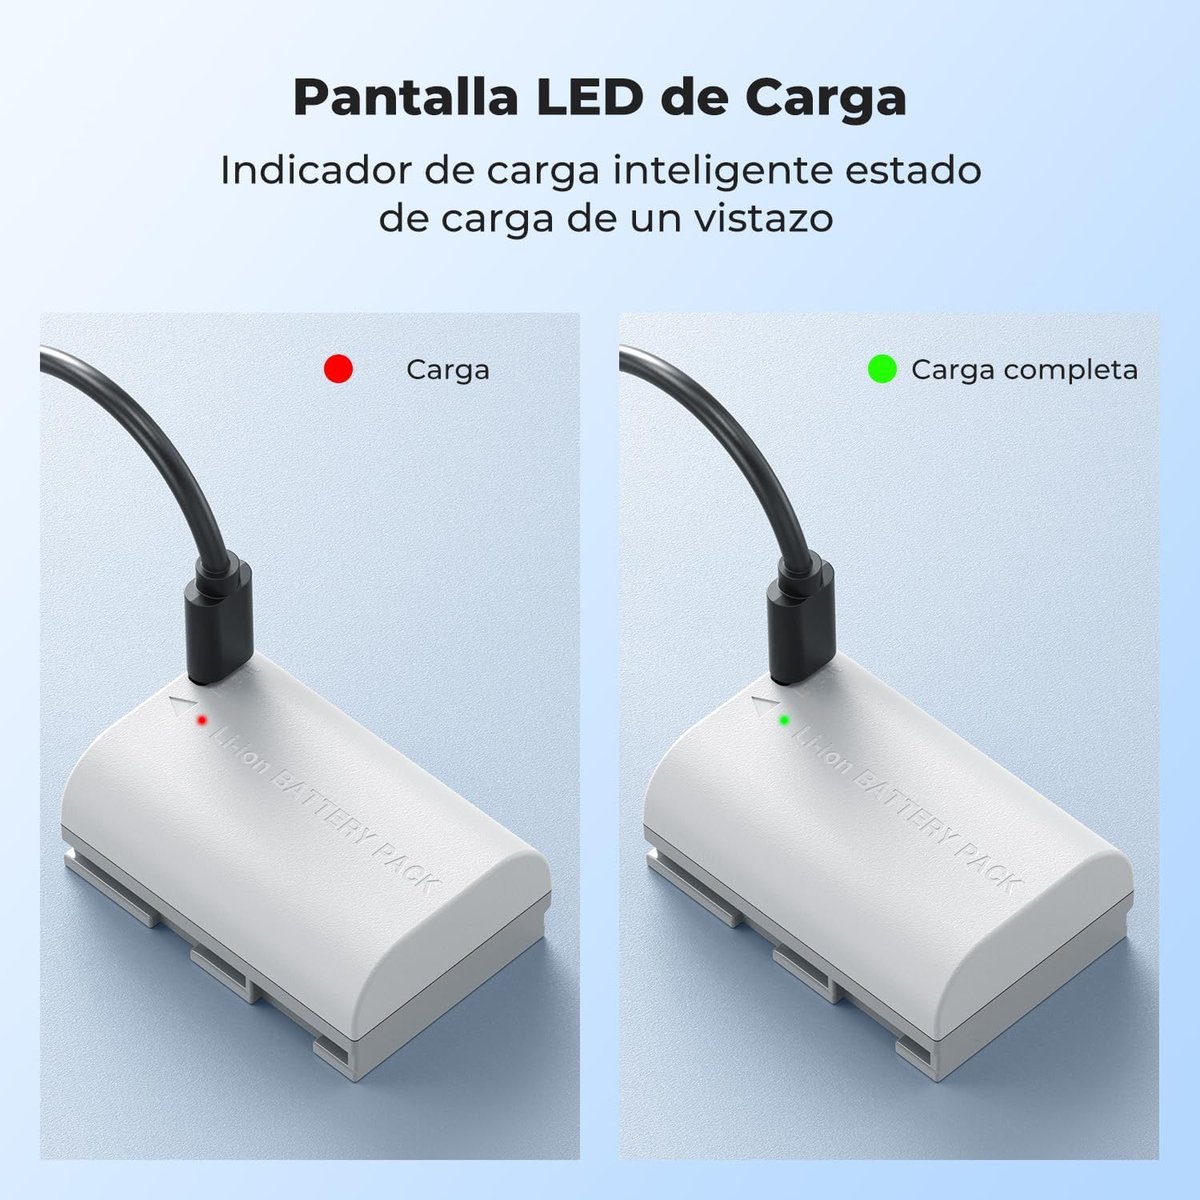 Pantalla LED de Carga
Indicador de carga inteligente estado
de carga de un vistazo
Carga
Carga completa
Li-ion BATTERY PACK
Li-ion BATTERY PACK